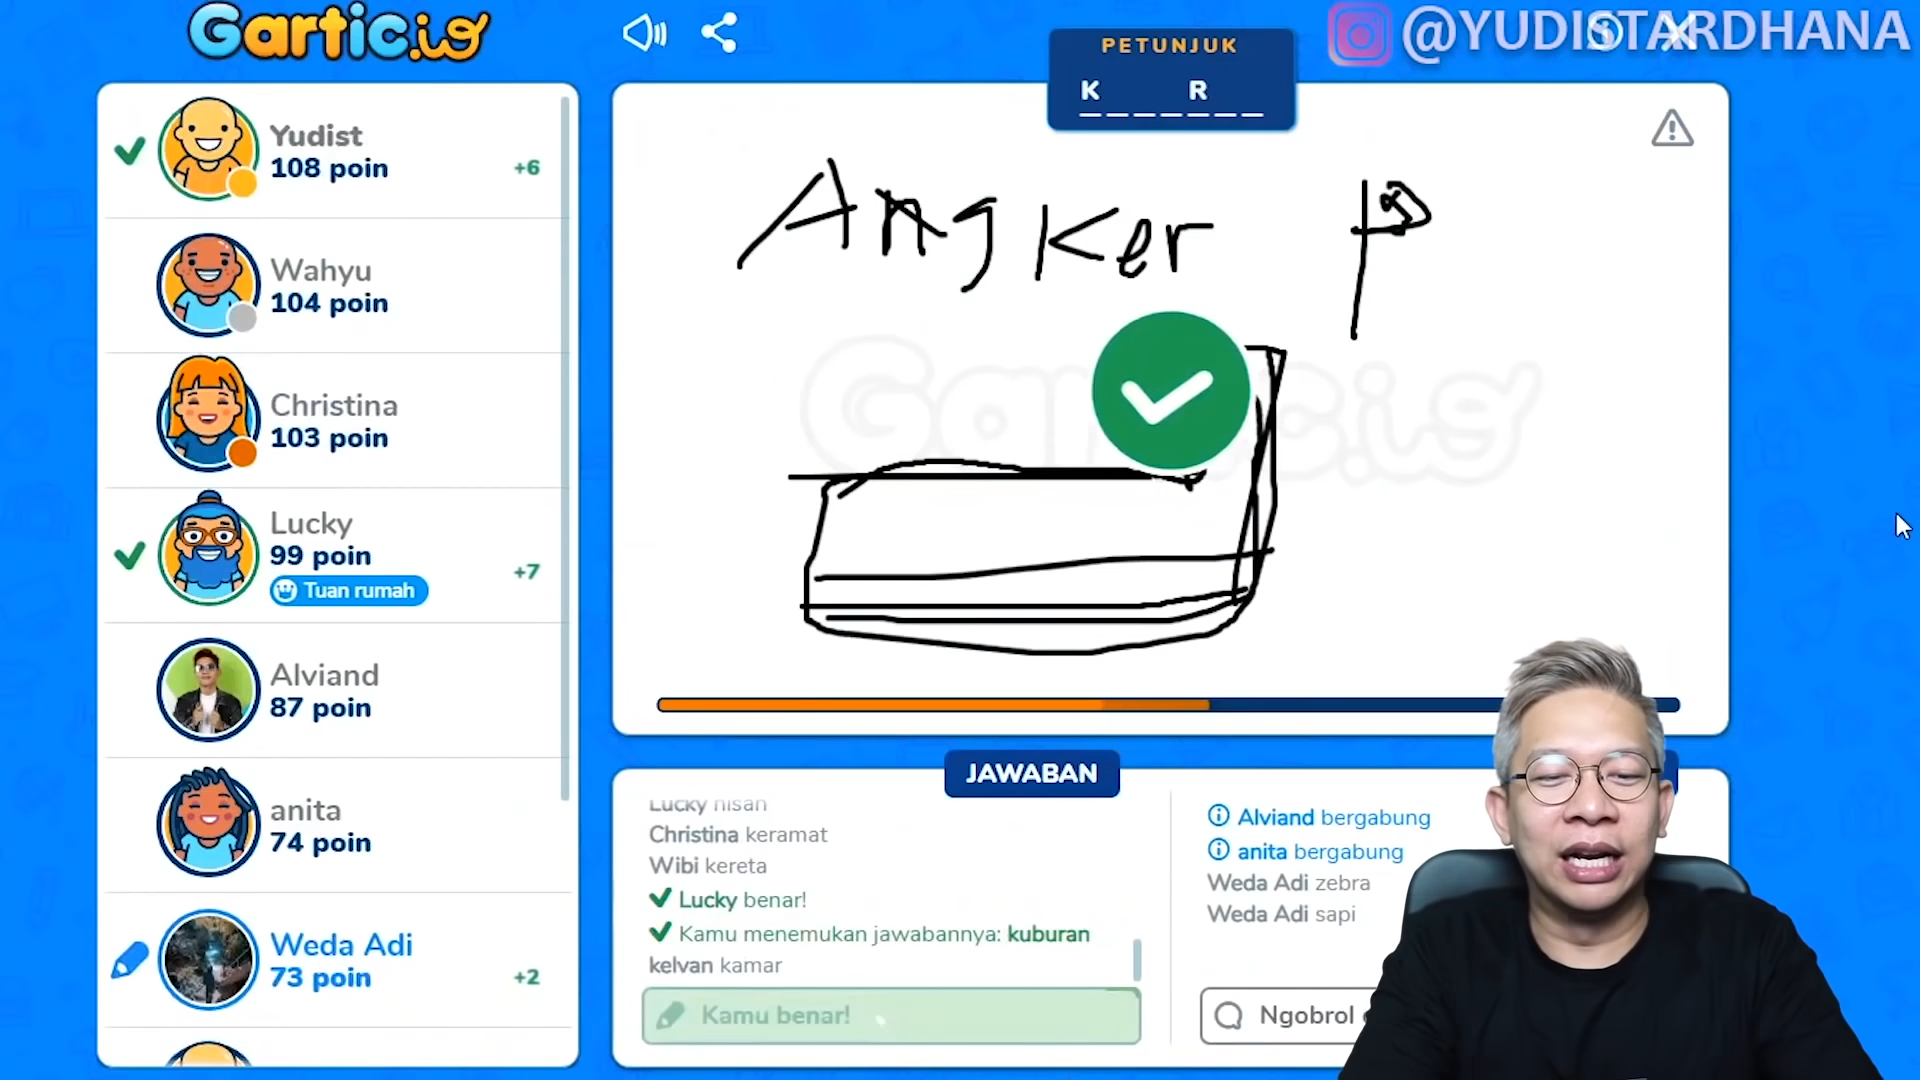 Gartic.io
@YUDISTARDHANA
PETUNJUK
K R
Yudist
108 poin
+6
Wahyu
104 poin
Christina
103 poin
Lucky
99 poin
Tuan rumah
+7
Alviand
87 poin
anita
74 poin
Weda Adi
73 poin
+2
Angker P
Gartic.io
JAWABAN
Lucky nisan
Christina keramat
Wibi kereta
Lucky benar!
Kamu menemukan jawabannya: kuburan
kelvan kamar
Kamu benar!
Alviand bergabung
anita bergabung
Weda Adi zebra
Weda Adi sapi
Ngobrol